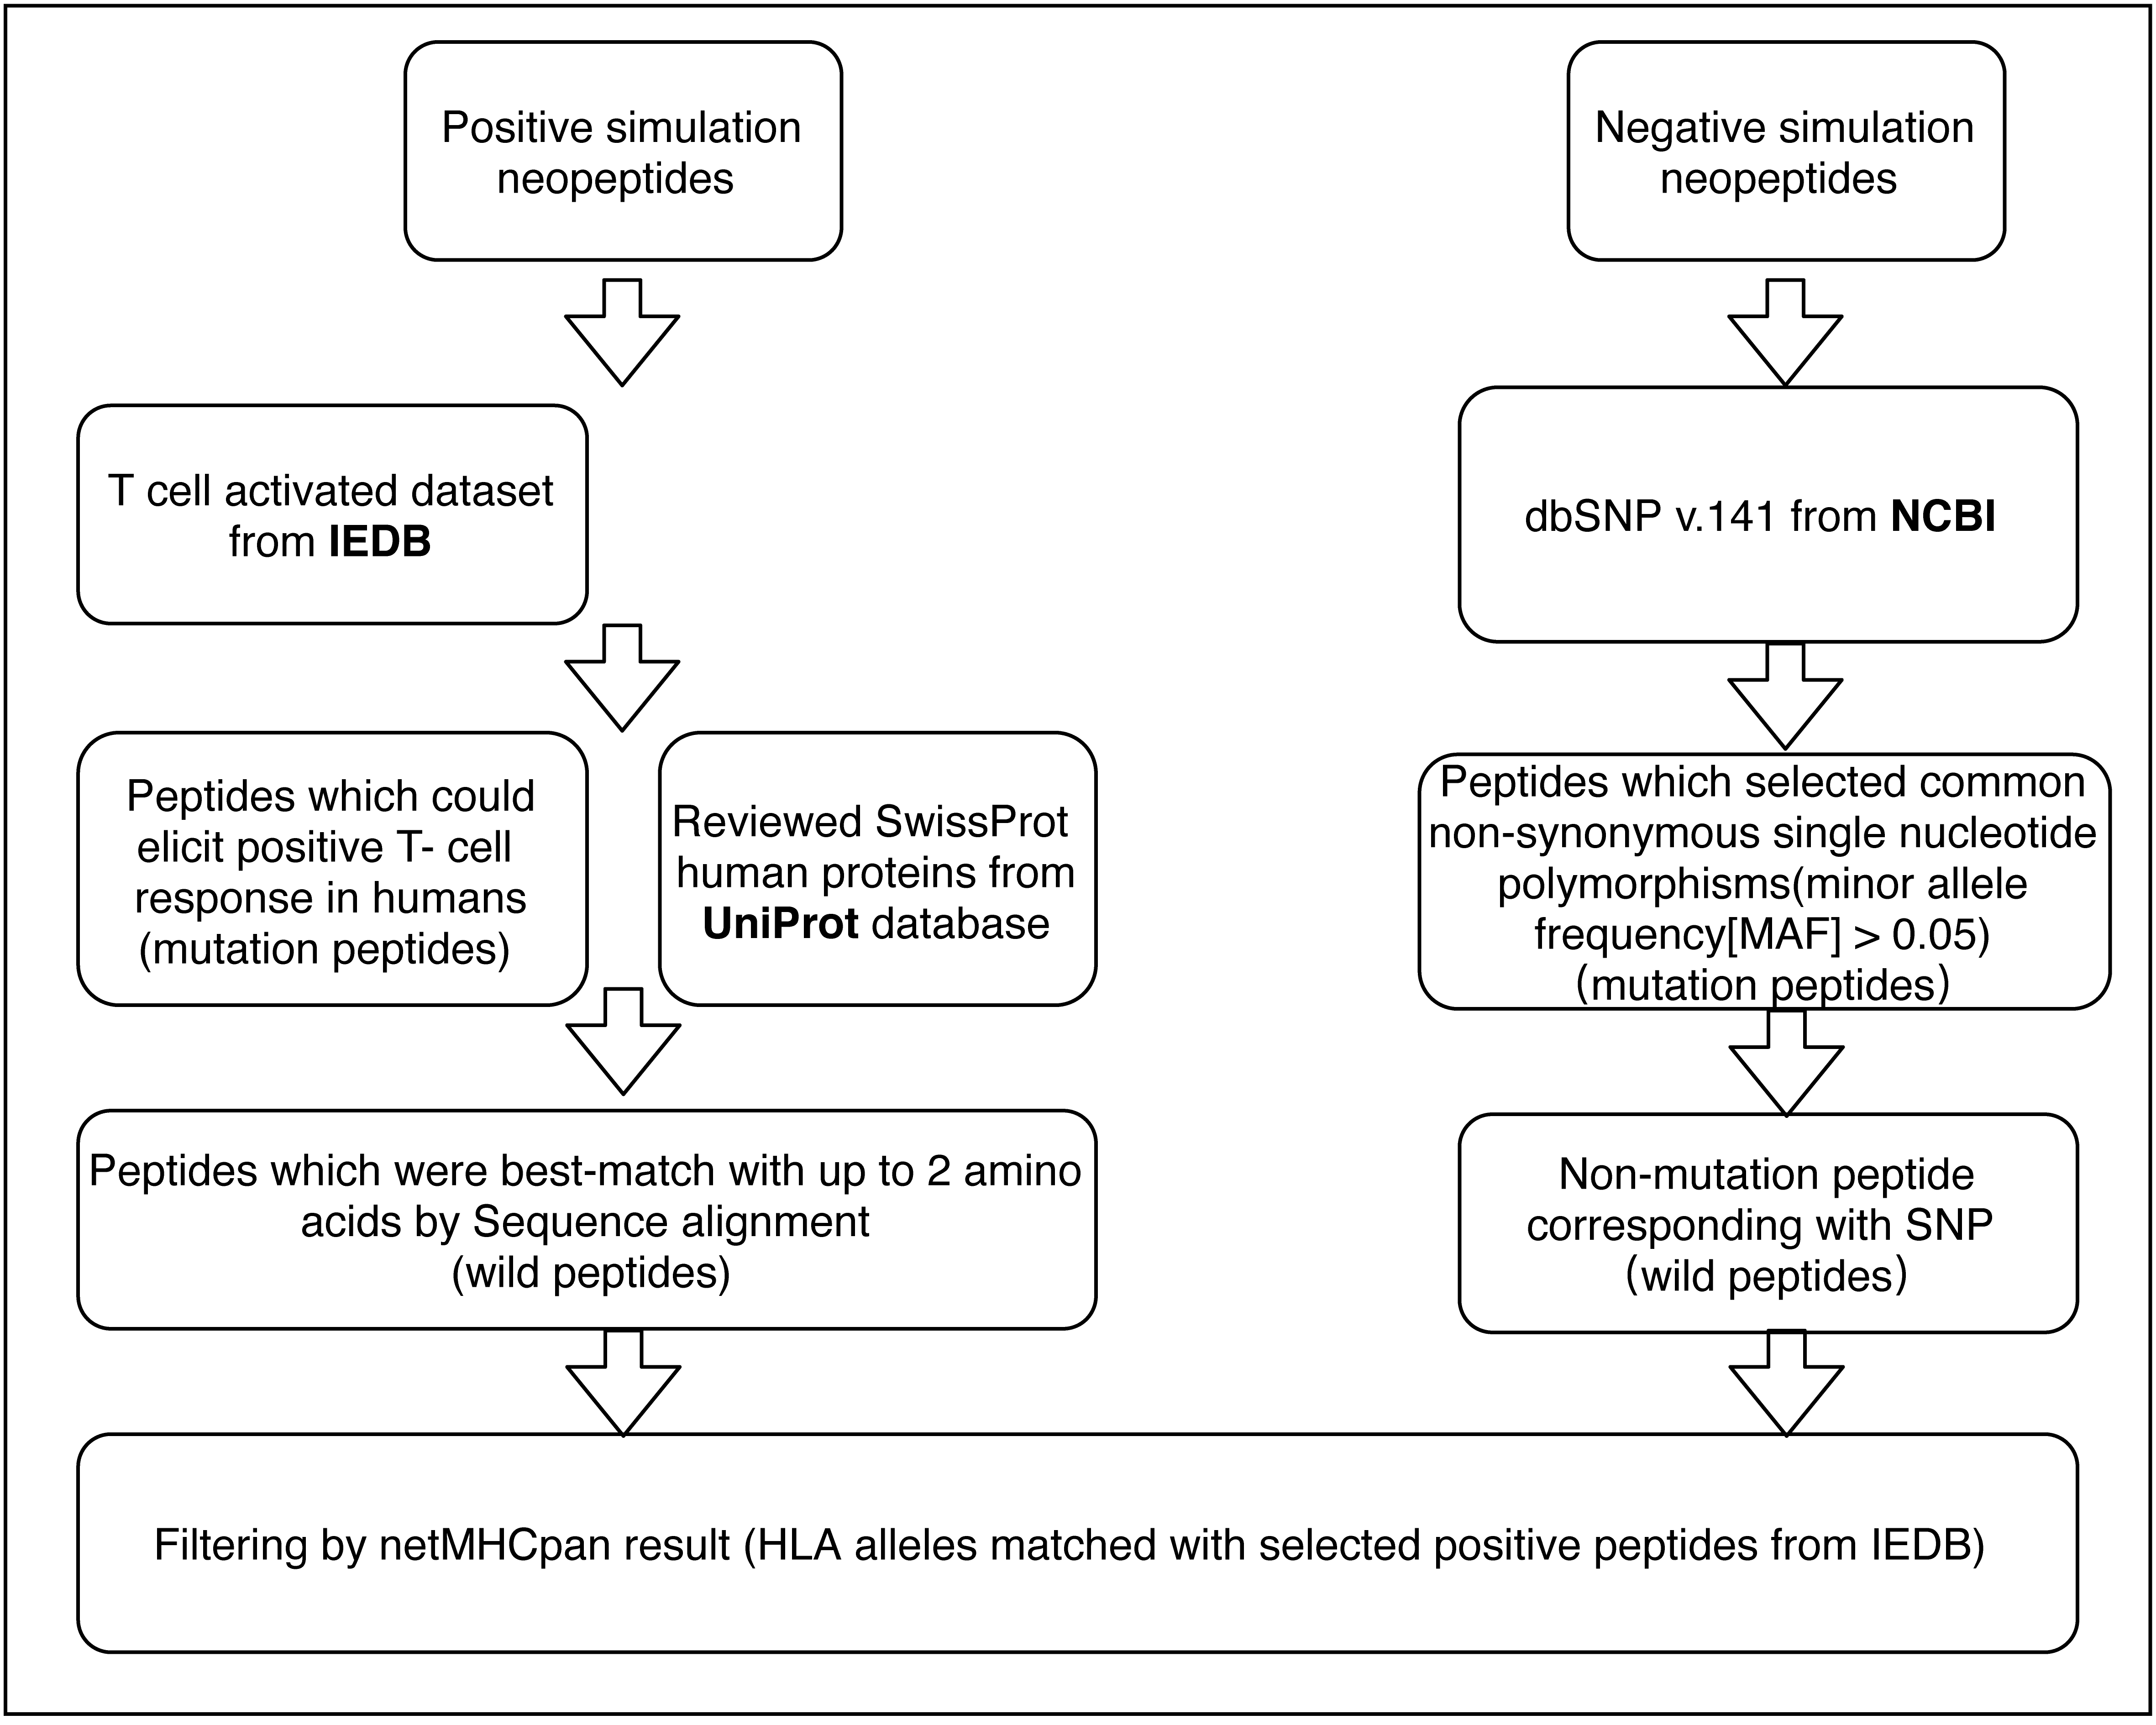 Positive simulation
neopeptides
Negative simulation
neopeptides
T cell activated dataset
from IEDB
dbSNP v.141 from NCBI
Peptides which could
elicit positive T- cell
response in humans
(mutation peptides)
Reviewed SwissProt
human proteins from
UniProt database
Peptides which selected common
non-synonymous single nucleotide
polymorphisms(minor allele
frequency[MAF] > 0.05)
(mutation peptides)
Peptides which were best-match with up to 2 amino
acids by Sequence alignment
(wild peptides)
Non-mutation peptide
corresponding with SNP
(wild peptides)
Filtering by netMHCpan result (HLA alleles matched with selected positive peptides from IEDB)